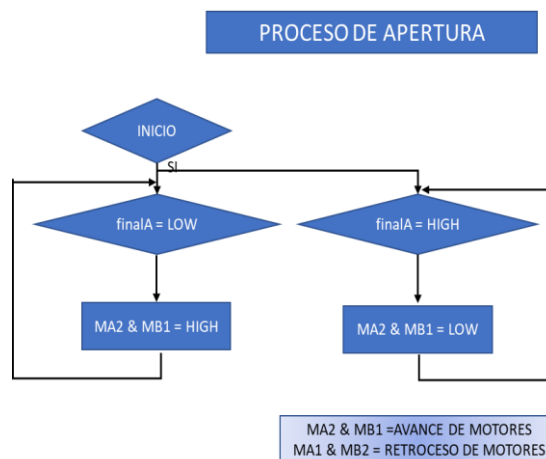 PROCESO DE APERTURA
INICIO
SI
finalA = LOW
finalA = HIGH
MA2 & MB1 = HIGH
MA2 & MB1 = LOW
MA2 & MB1 =AVANCE DE MOTORES
MA1 & MB2 = RETROCESO DE MOTORES